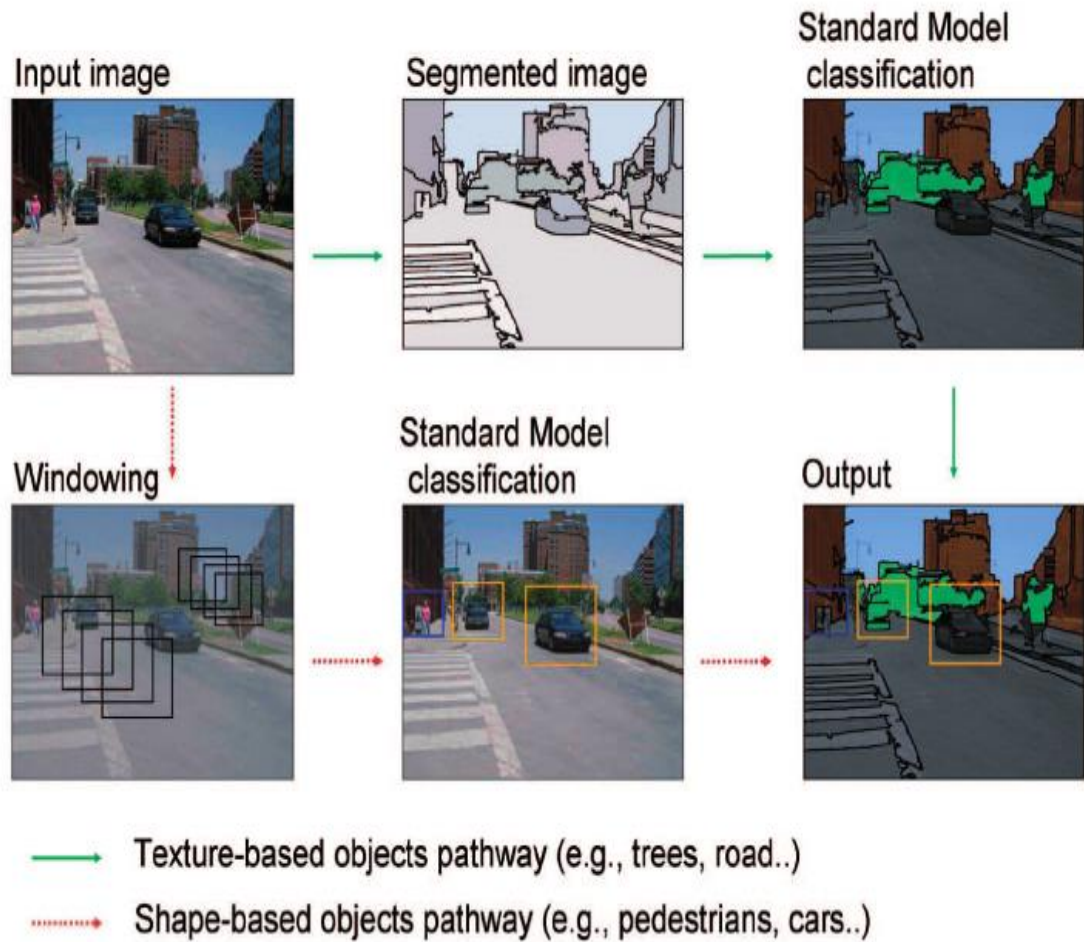 Input image
Segmented image
Standard Model
classification
Windowing
Standard Model
classification
Output
Texture-based objects pathway (e.g., trees, road..)
Shape-based objects pathway (e.g., pedestrians, cars..)